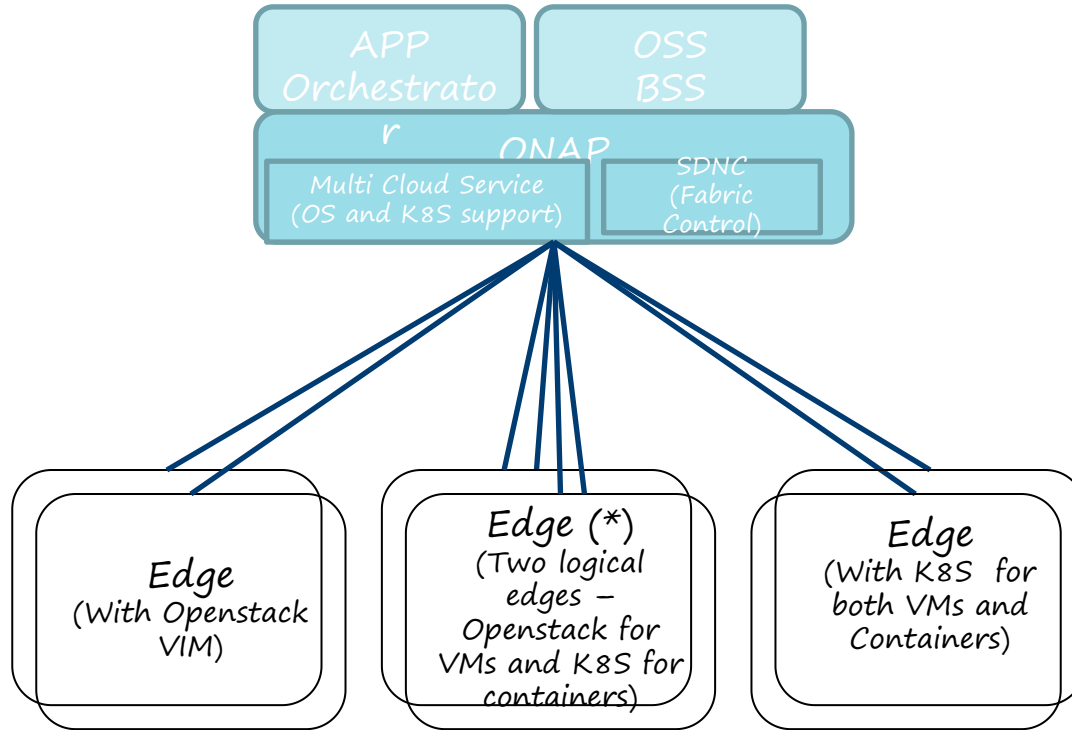 APP
Orchestrato
r
OSS
BSS
ONAP
Multi Cloud Service
(OS and K8S support)
SDNC
(Fabric
Control)
Edge
(With Openstack
VIM)
Edge (*)
(Two logical
edges –
Openstack for
VMs and K8S for
containers)
Edge
(With K8S for
both VMs and
Containers)